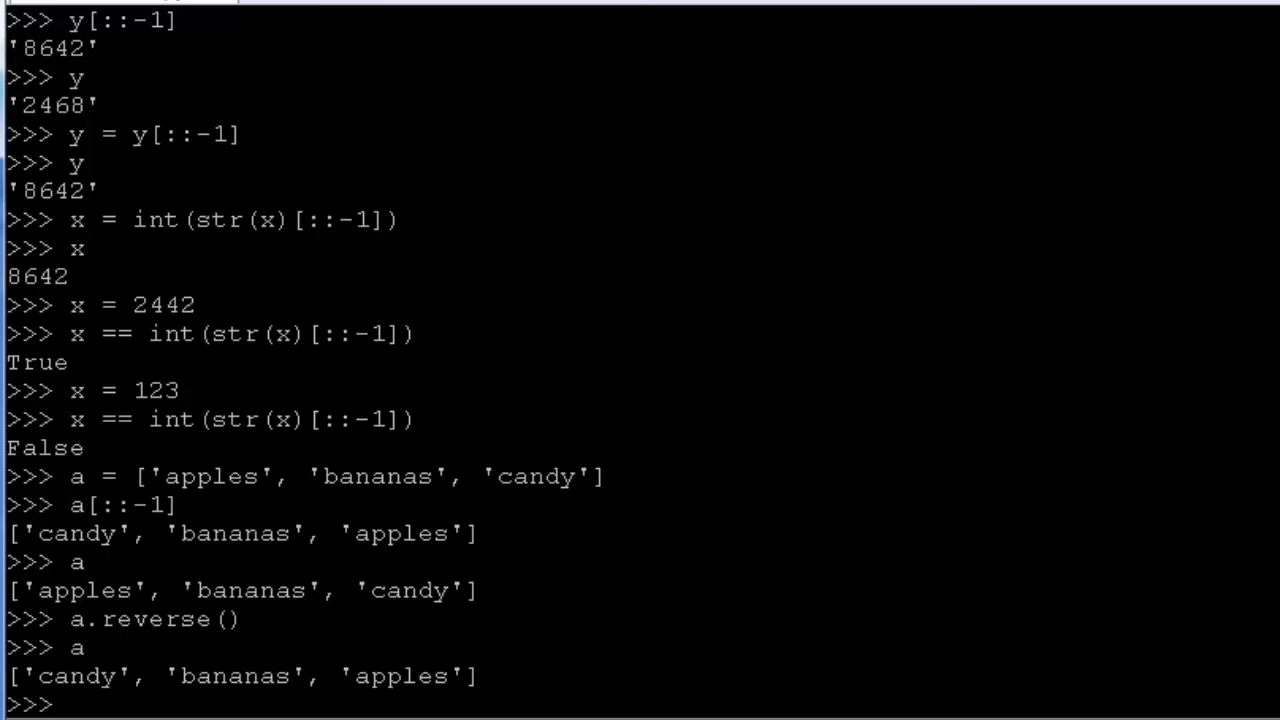 >>> y[::-1]
'8642'
>>> y
'2468'
>>> y = y[::-1]
>>> y
'8642'
>>> x = int(str(x)[::-1])
>>> x
8642
>>> x = 2442
>>> x == int(str(x)[::-1])
True
>>> x = 123
>>> x == int(str(x)[::-1])
False
>>> a = ['apples', 'bananas', 'candy']
>>> a[::-1]
['candy', 'bananas', 'apples']
>>> a
['apples', 'bananas', 'candy']
>>> a.reverse()
>>> a
['candy', 'bananas', 'apples']
>>>